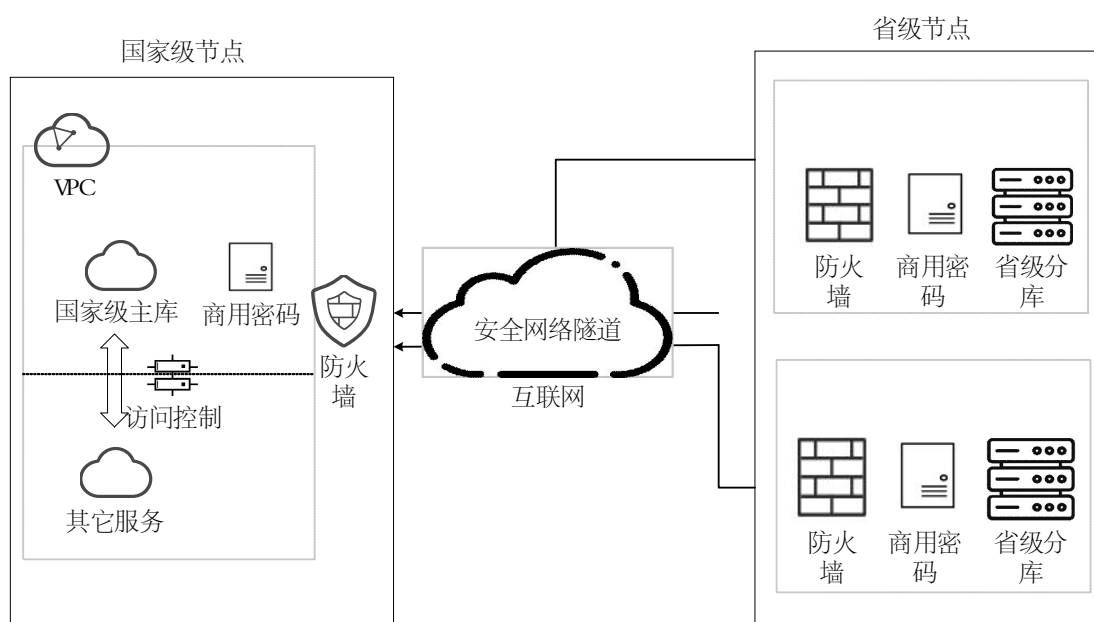 国家级节点
省级节点
VPC
国家级主库
商用密码
防火
墙
访问控制
其它服务
安全网络隧道
互联网
防火
墙
商用密
码
省级分
库
防火
墙
商用密
码
省级分
库